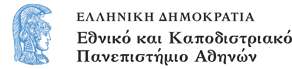 ΕΛΛΗΝΙΚΗ ΔΗΜΟΚΡΑΤΙΑ
Εθνικό και Καποδιστριακό
Πανεπιστήμιο Αθηνών